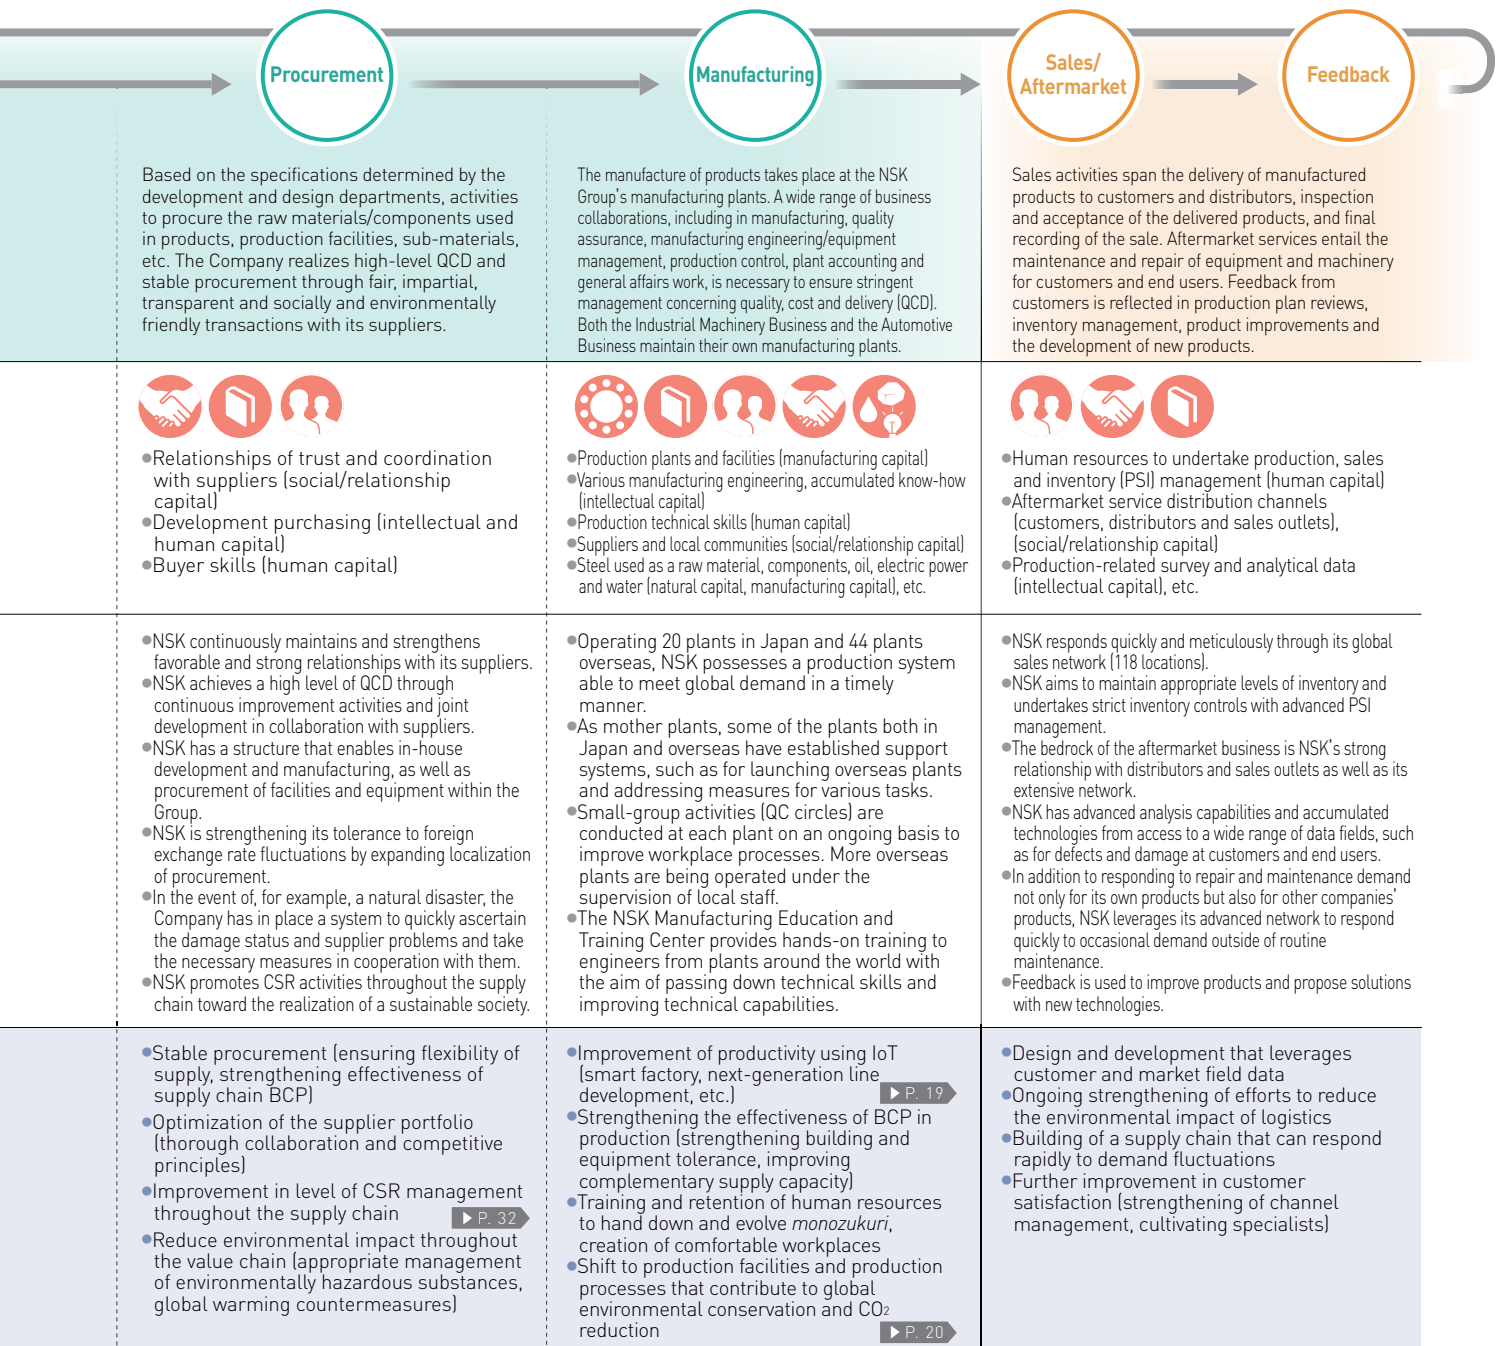 Procurement
Manufacturing
Sales/
Aftermarket
Feedback
Based on the specifications determined by the
development and design departments, activities
to procure the raw materials/components used
in products, production facilities, sub-materials,
etc. The Company realizes high-level QCD and
stable procurement through fair, impartial,
transparent and socially and environmentally
friendly transactions with its suppliers.
The manufacture of products takes place at the NSK
Group's manufacturing plants. A wide range of business
collaborations, including in manufacturing, quality
assurance, manufacturing engineering/equipment
management, production control, plant accounting and
general affairs work, is necessary to ensure stringent
management concerning quality, cost and delivery (QCD).
Both the Industrial Machinery Business and the Automotive
Business maintain their own manufacturing plants.
Sales activities span the delivery of manufactured
products to customers and distributors, inspection
and acceptance of the delivered products, and final
recording of the sale. Aftermarket services entail the
maintenance and repair of equipment and machinery
for customers and end users. Feedback from
customers is reflected in production plan reviews,
inventory management, product improvements and
the development of new products.
●Relationships of trust and coordination
with suppliers (social/relationship
capital)
●Development purchasing (intellectual and
human capital)
●Buyer skills (human capital)
●Production plants and facilities (manufacturing capital)
●Various manufacturing engineering, accumulated know-how
(intellectual capital)
●Production technical skills (human capital)
●Suppliers and local communities (social/relationship capital)
●Steel used as a raw material, components, oil, electric power
and water (natural capital, manufacturing capital), etc.
●Human resources to undertake production, sales
and inventory (PSI) management (human capital)
●Aftermarket service distribution channels
(customers, distributors and sales outlets),
(social/relationship capital)
●Production-related survey and analytical data
(intellectual capital), etc.
●NSK continuously maintains and strengthens
favorable and strong relationships with its suppliers.
●NSK achieves a high level of QCD through
continuous improvement activities and joint
development in collaboration with suppliers.
●NSK has a structure that enables in-house
development and manufacturing, as well as
procurement of facilities and equipment within the
Group.
●NSK is strengthening its tolerance to foreign
exchange rate fluctuations by expanding localization
of procurement.
●In the event of, for example, a natural disaster, the
Company has in place a system to quickly ascertain
the damage status and supplier problems and take
the necessary measures in cooperation with them.
●NSK promotes CSR activities throughout the supply
chain toward the realization of a sustainable society.
●Operating 20 plants in Japan and 44 plants
overseas, NSK possesses a production system
able to meet global demand in a timely
manner.
●As mother plants, some of the plants both in
Japan and overseas have established support
systems, such as for launching overseas plants
and addressing measures for various tasks.
●Small-group activities (QC circles) are
conducted at each plant on an ongoing basis to
improve workplace processes. More overseas
plants are being operated under the
supervision of local staff.
●The NSK Manufacturing Education and
Training Center provides hands-on training to
engineers from plants around the world with
the aim of passing down technical skills and
improving technical capabilities.
●NSK responds quickly and meticulously through its global
sales network (118 locations).
●NSK aims to maintain appropriate levels of inventory and
undertakes strict inventory controls with advanced PSI
management.
●The bedrock of the aftermarket business is NSK's strong
relationship with distributors and sales outlets as well as its
extensive network.
●NSK has advanced analysis capabilities and accumulated
technologies from access to a wide range of data fields, such
as for defects and damage at customers and end users.
●In addition to responding to repair and maintenance demand
not only for its own products but also for other companies'
products, NSK leverages its advanced network to respond
quickly to occasional demand outside of routine
maintenance.
●Feedback is used to improve products and propose solutions
with new technologies.
●Stable procurement (ensuring flexibility of
supply, strengthening effectiveness of
supply chain BCP)
●Optimization of the supplier portfolio
(thorough collaboration and competitive
principles)
●Improvement in level of CSR management
throughout the supply chain ▶P. 32
●Reduce environmental impact throughout
the value chain (appropriate management
of environmentally hazardous substances,
global warming countermeasures)
●Improvement of productivity using IoT
(smart factory, next-generation line
development, etc.) ▶P. 19
●Strengthening the effectiveness of BCP in
production (strengthening building and
equipment tolerance, improving
complementary supply capacity)
●Training and retention of human resources
to hand down and evolve monozukuri,
creation of comfortable workplaces
●Shift to production facilities and production
processes that contribute to global
environmental conservation and CO2
reduction ▶P. 20
●Design and development that leverages
customer and market field data
●Ongoing strengthening of efforts to reduce
the environmental impact of logistics
●Building of a supply chain that can respond
rapidly to demand fluctuations
●Further improvement in customer
satisfaction (strengthening of channel
management, cultivating specialists)